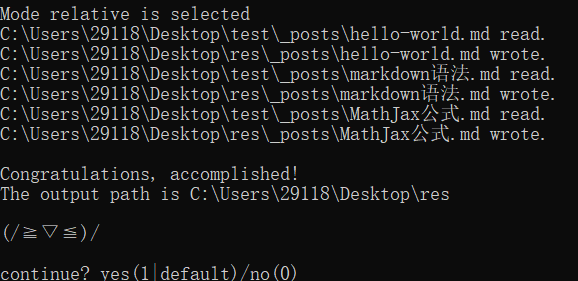 Mode relative is selected
C:\Users\29118\Desktop\test\_posts\hello-world.md read.
C:\Users\29118\Desktop\res\_posts\hello-world.md wrote.
C:\Users\29118\Desktop\test\_posts\markdown语法.md read.
C:\Users\29118\Desktop\res\_posts\markdown语法.md wrote.
C:\Users\29118\Desktop\test\_posts\MathJax公式.md read.
C:\Users\29118\Desktop\res\_posts\MathJax公式.md wrote.
Congratulations, accomplished!
The output path is C:\Users\29118\Desktop\res
(/≧▽≦)/
continue? yes(1|default)/no(0)